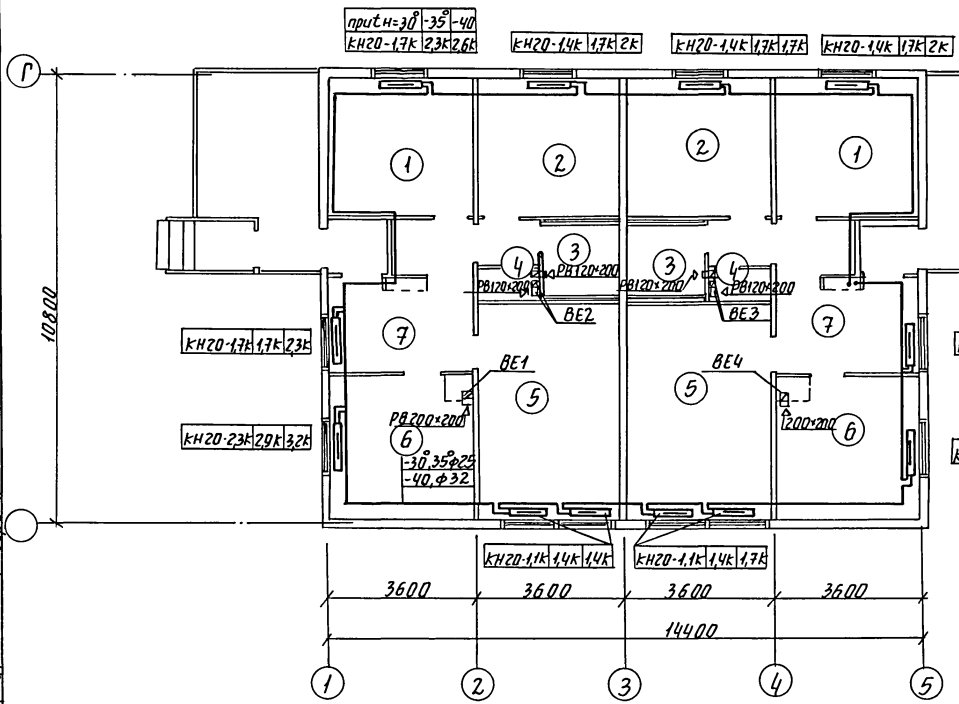 при tн=30° -35° -40
КН20-1,7К 2,3К 2,6К
КН20-1,4К 1,7К 2К
КН20-1,4К 1,7К 1,7К
КН20-1,4К 1,7К 2К
Г
1
2
2
1
3
3
4
4
РВ120×200
РВ120×200
РВ120×200
РВ120×200
ВЕ2
ВЕ3
10800
КН20-1,7К 1,7К 2,3К
7
7
ВЕ1
ВЕ4
5
5
РВ200×200
200×200
КН20-2,3К 2,9К 3,2К
6
6
-30°,35° ф25
-40, ф32
КН20-1,1К 1,4К 1,4К
КН20-1,1К 1,4К 1,7К
3600
3600
3600
3600
14400
1
2
3
4
5